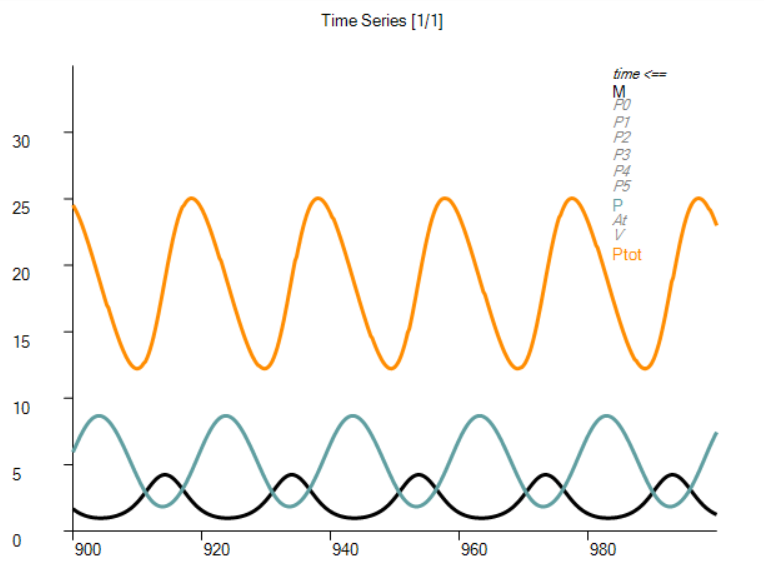 Time Series [1/1]
time <==
M
P0
P1
P2
P3
P4
P5
P
At
V
Ptot
30
25
20
15
10
5
0
900 920 940 960 980